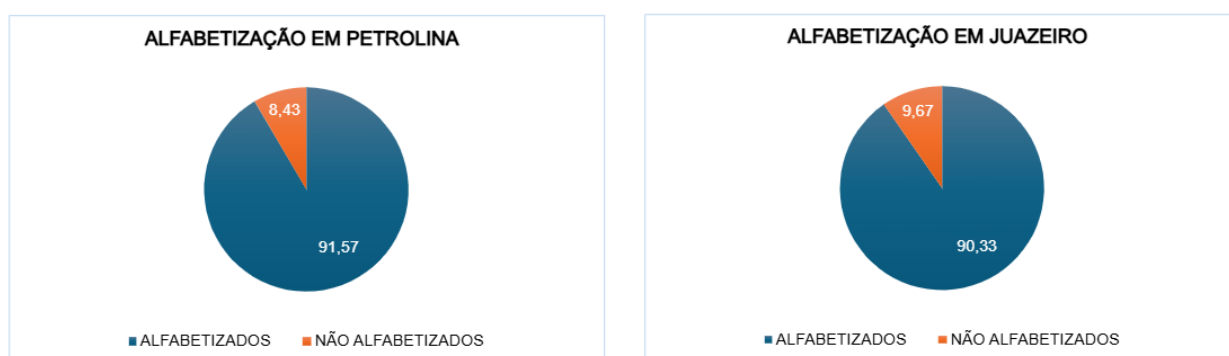 ALFABETIZAÇÃO EM PETROLINA
8,43
91,57
ALFABETIZADOS NÃO ALFABETIZADOS
ALFABETIZAÇÃO EM JUAZEIRO
9,67
90,33
ALFABETIZADOS NÃO ALFABETIZADOS